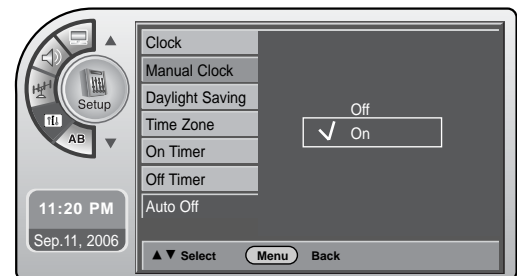 Setup
AB
11:20 PM
Sep.11, 2006
Clock
Manual Clock
Daylight Saving
Time Zone
On Timer
Off Timer
Auto Off
Off
✓ On
▲▼ Select Menu Back